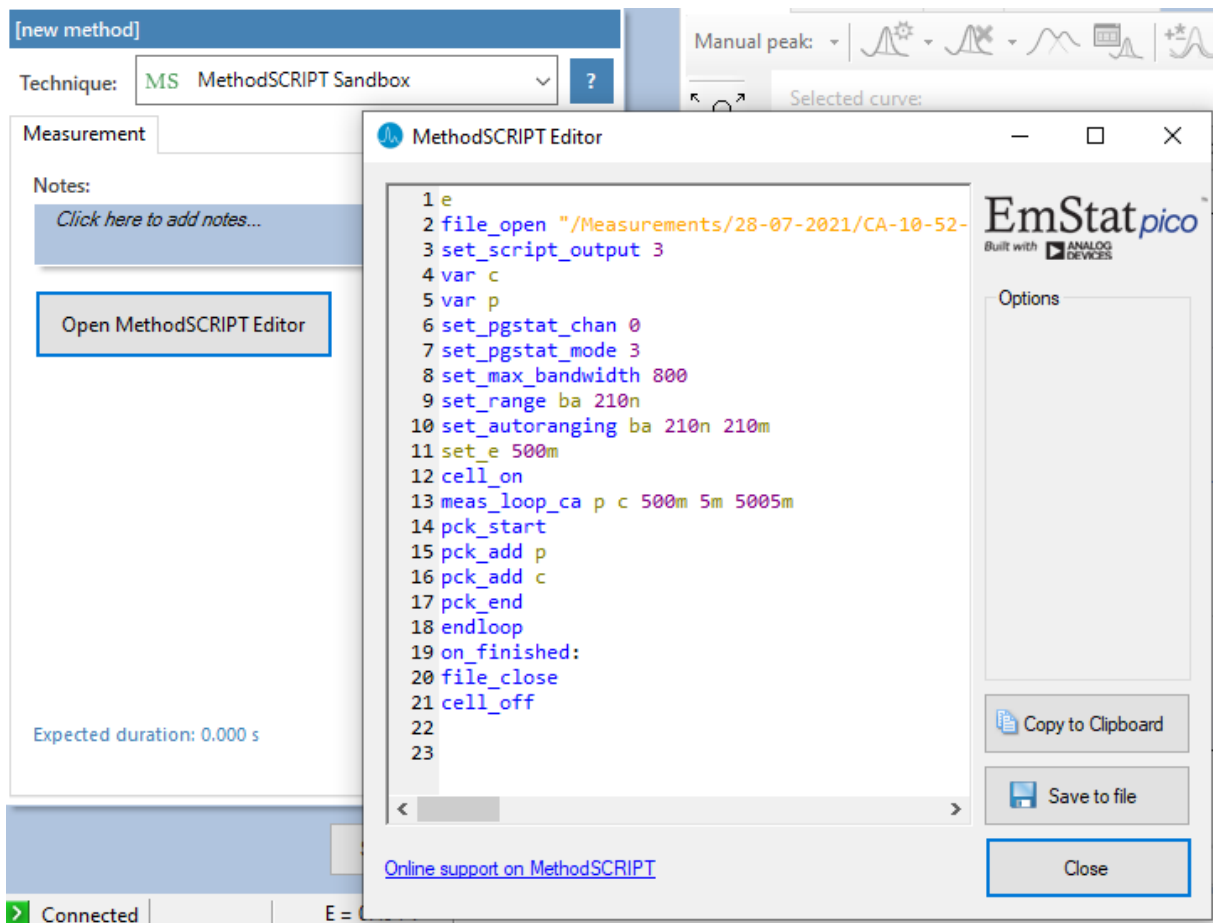 [new method]
Technique: MS MethodSCRIPT Sandbox ?
Measurement
Notes:
Click here to add notes...
Open MethodSCRIPT Editor
Expected duration: 0.000 s
Connected
E =
Manual peak:
Selected curve:
MethodSCRIPT Editor
1 e
2 file_open "/Measurements/28-07-2021/CA-10-52-
3 set_script_output 3
4 var c
5 var p
6 set_pgstat_chan 0
7 set_pgstat_mode 3
8 set_max_bandwidth 800
9 set_range ba 210n
10 set_autoranging ba 210n 210m
11 set_e 500m
12 cell_on
13 meas_loop_ca p c 500m 5m 5005m
14 pck_start
15 pck_add p
16 pck_add c
17 pck_end
18 endloop
19 on_finished:
20 file_close
21 cell_off
22
23
EmStat pico™
Built with ANALOG DEVICES
Options
Copy to Clipboard
Save to file
Close
Online support on MethodSCRIPT